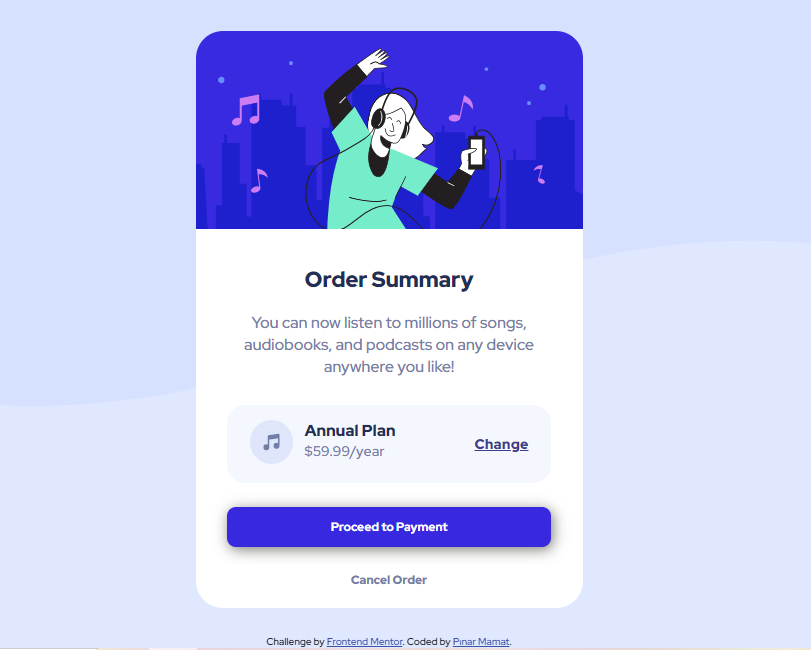 Order Summary
You can now listen to millions of songs,
audiobooks, and podcasts on any device
anywhere you like!
Annual Plan
$59.99/year
Change
Proceed to Payment
Cancel Order
Challenge by Frontend Mentor. Coded by Pınar Mamat.